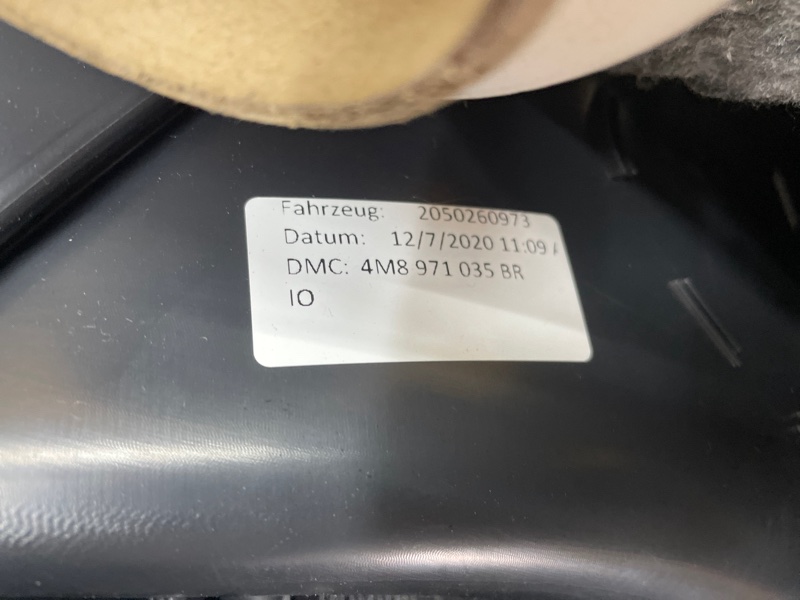 Fahrzeug: 2050260973
Datum: 12/7/2020 11:09
DMC: 4M8 971 035 BR
IO